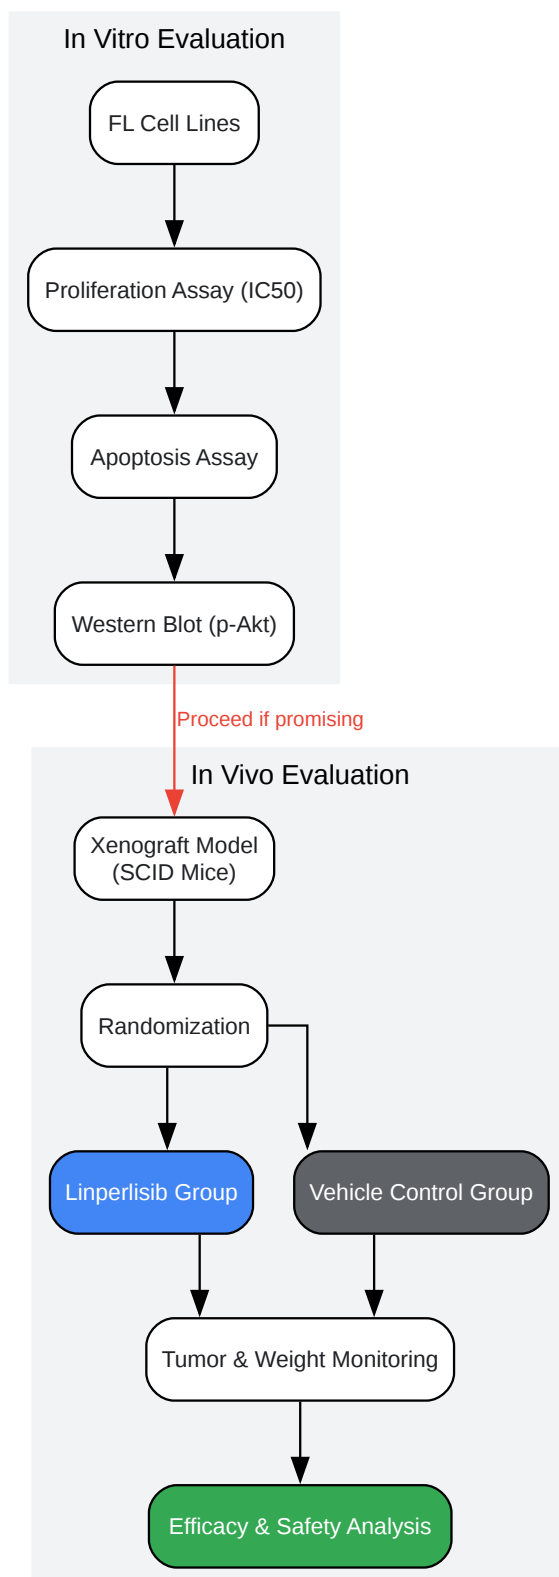 In Vitro Evaluation
FL Cell Lines
Proliferation Assay (IC50)
Apoptosis Assay
Western Blot (p-Akt)
Proceed if promising
In Vivo Evaluation
Xenograft Model
(SCID Mice)
Randomization
Linperlisib Group
Vehicle Control Group
Tumor & Weight Monitoring
Efficacy & Safety Analysis